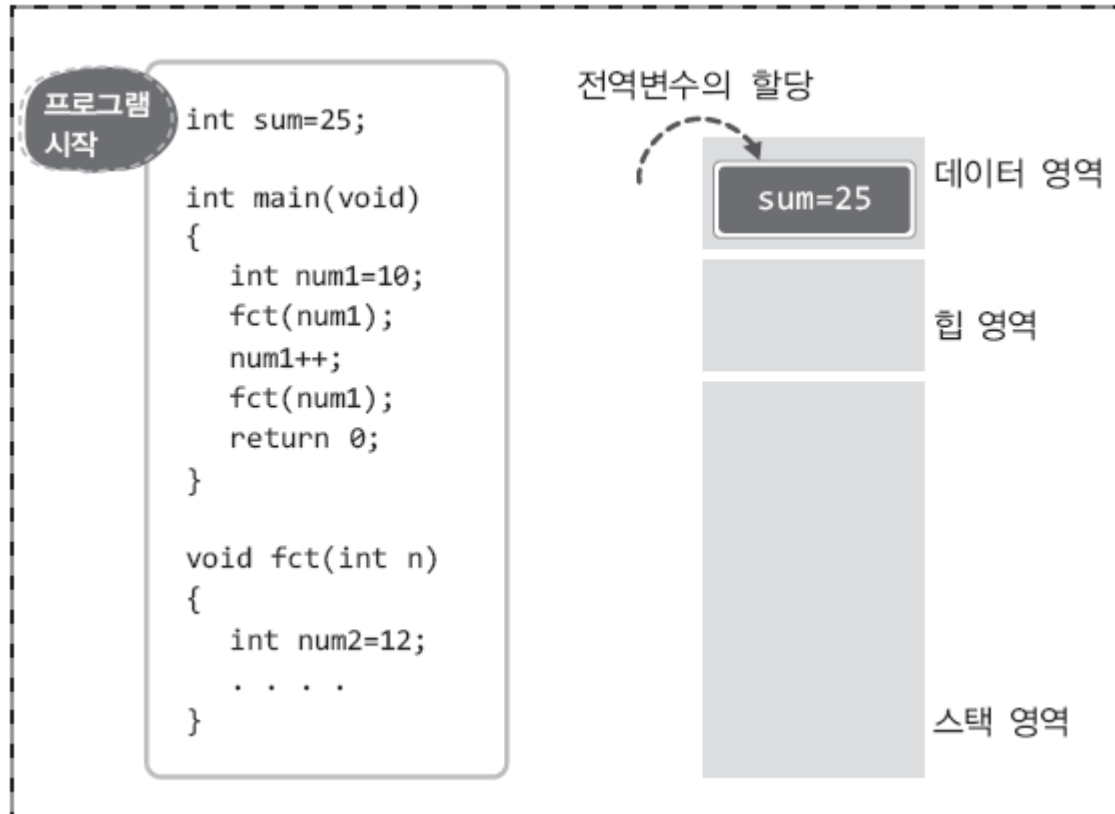 프로그램
시작
int sum=25;
int main(void)
{
int num1=10;
fct(num1);
num1++;
fct(num1);
return 0;
}
void fct(int n)
{
int num2=12;
. . . .
}
전역변수의 할당
sum=25
데이터 영역
힙 영역
스택 영역